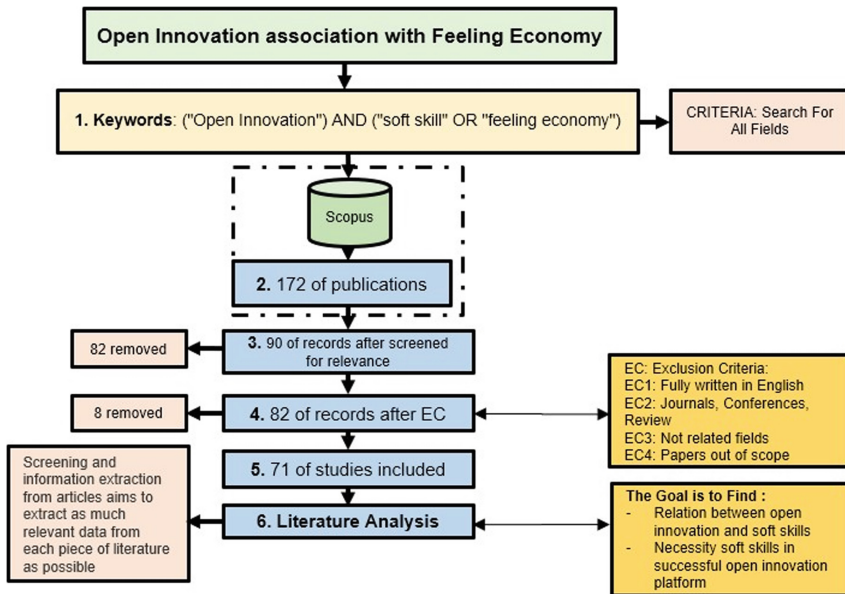 Open Innovation association with Feeling Economy
1. Keywords: ("Open Innovation") AND ("soft skill" OR "feeling economy")
CRITERIA: Search For
All Fields
Scopus
2. 172 of publications
82 removed
3. 90 of records after screened
for relevance
8 removed
4. 82 of records after EC
EC: Exclusion Criteria:
EC1: Fully written in English
EC2: Journals, Conferences,
Review
EC3: Not related fields
EC4: Papers out of scope
5. 71 of studies included
Screening and
information extraction
from articles aims to
extract as much
relevant data from
each piece of literature
as possible
6. Literature Analysis
The Goal is to Find :
- Relation between open
innovation and soft skills
- Necessity soft skills in
successful open innovation
platform